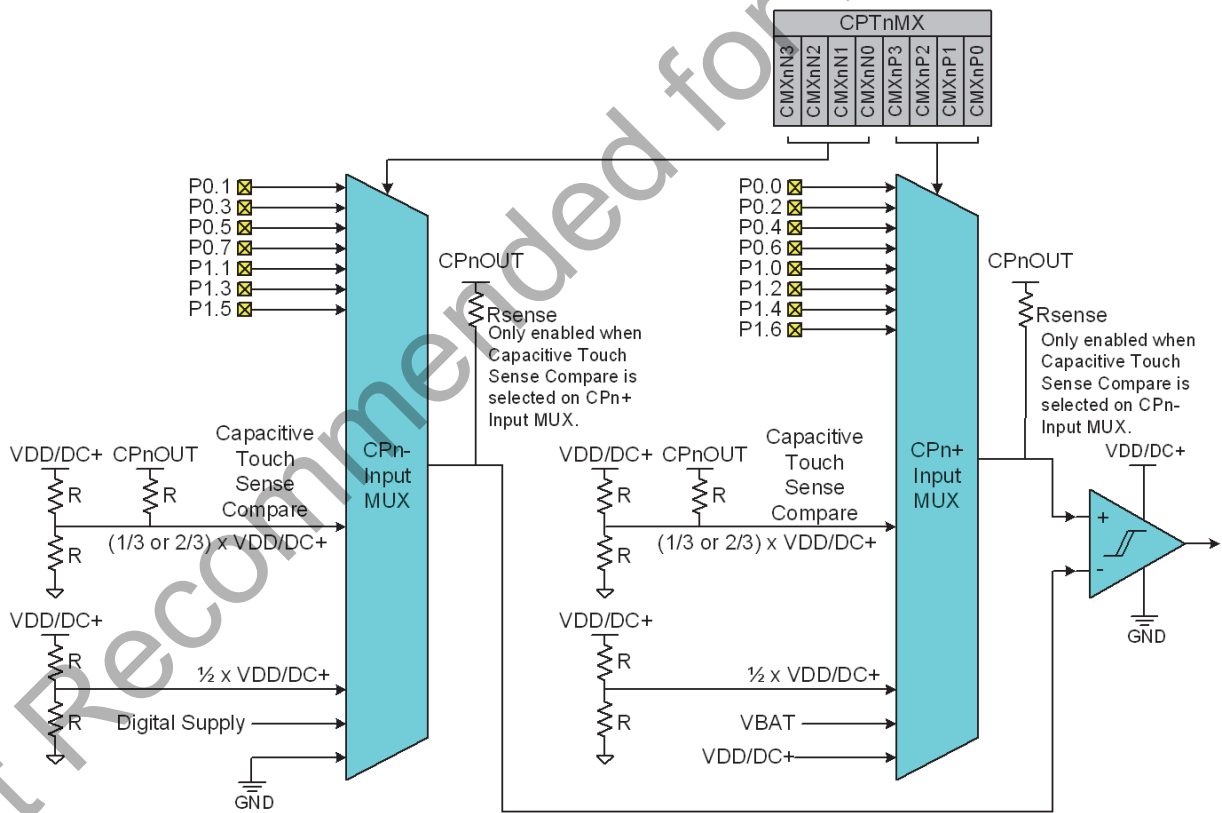 CPTnMX
CMXnN3
CMXnN2
CMXnN1
CMXnN0
CMXnP3
CMXnP2
CMXnP1
CMXnP0
P0.1
P0.3
P0.5
P0.7
P1.1
P1.3
P1.5
CPnOUT
Rsense
Only enabled when
Capacitive Touch
Sense Compare is
selected on CPn+
Input MUX.
VDD/DC+
CPnOUT
Capacitive
Touch
Sense
Compare
R
R
R
(1/3 or 2/3) x VDD/DC+
CPn-
Input
MUX
VDD/DC+
R
R
½ x VDD/DC+
Digital Supply
GND
P0.0
P0.2
P0.4
P0.6
P1.0
P1.2
P1.4
P1.6
CPnOUT
Rsense
Only enabled when
Capacitive Touch
Sense Compare is
selected on CPn-
Input MUX.
VDD/DC+
CPnOUT
Capacitive
Touch
Sense
Compare
R
R
R
(1/3 or 2/3) x VDD/DC+
CPn+
Input
MUX
VDD/DC+
R
R
½ x VDD/DC+
VBAT
VDD/DC+
VDD/DC+
+
-
GND
t Recommended for